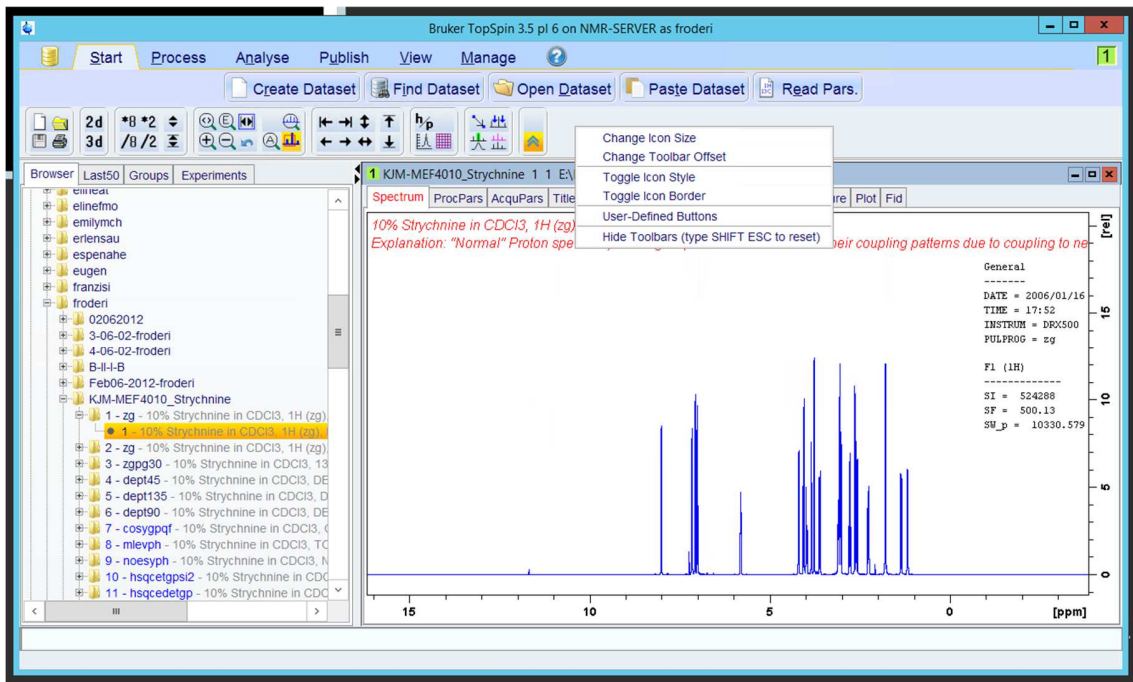 Bruker TopSpin 3.5 pl 6 on NMR-SERVER as froderi
Start Process Analyse Publish View Manage ? 1
Create Dataset Find Dataset Open Dataset Paste Dataset Read Pars.
2d *8 *2 E h/p
3d /8 /2 A
Change Icon Size
Change Toolbar Offset
Toggle Icon Style
Toggle Icon Border
User-Defined Buttons
Hide Toolbars (type SHIFT ESC to reset)
Browser Last50 Groups Experiments
elineat
elinefmo
emilymch
erlensau
espenahe
eugen
franzisi
froderi
02062012
3-06-02-froderi
4-06-02-froderi
B-II-I-B
Feb06-2012-froderi
KJM-MEF4010_Strychnine
1 - zg - 10% Strychnine in CDCl3, 1H (zg),
1 - 10% Strychnine in CDCl3, 1H (zg),
2 - zg - 10% Strychnine in CDCl3, 1H (zg)
3 - zgpg30 - 10% Strychnine in CDCl3, 13
4 - dept45 - 10% Strychnine in CDCl3, DE
5 - dept135 - 10% Strychnine in CDCl3, D
6 - dept90 - 10% Strychnine in CDCl3, DE
7 - cosygpqf - 10% Strychnine in CDCl3,
8 - mlevph - 10% Strychnine in CDCl3, TC
9 - noesyph - 10% Strychnine in CDCl3, N
10 - hsqcetgpsi2 - 10% Strychnine in CDC
11 - hsqcedetgp - 10% Strychnine in CDC
1 KJM-MEF4010_Strychnine 1 1 E:\
Spectrum ProcPars AcquPars Title Plot Fid
10% Strychnine in CDCl3, 1H (zg)
Explanation: "Normal" Proton coupling patterns due to coupling to ne
General
-------
DATE = 2006/01/16
TIME = 17:52
INSTRUM = DRX500
PULPROG = zg
F1 (1H)
-------------
SI = 524288
SF = 500.13
SW_p = 10330.579
[rel]
15
10
5
0
15 10 5 0 [ppm]